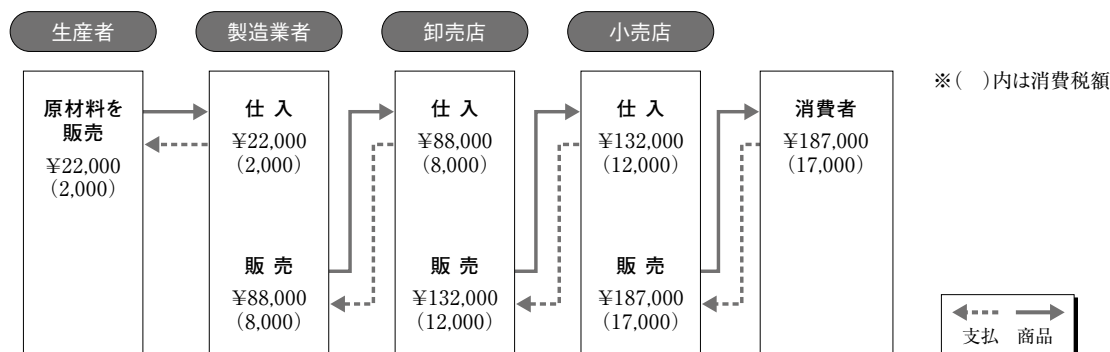 生産者
製造業者
卸売店
小売店
原材料を
販売
¥22,000
（2,000）
仕 入
¥22,000
（2,000）
販 売
¥88,000
（8,000）
仕 入
¥88,000
（8,000）
販 売
¥132,000
（12,000）
仕 入
¥132,000
（12,000）
販 売
¥187,000
（17,000）
消費者
¥187,000
（17,000）
※（　）内は消費税額
支払　商品